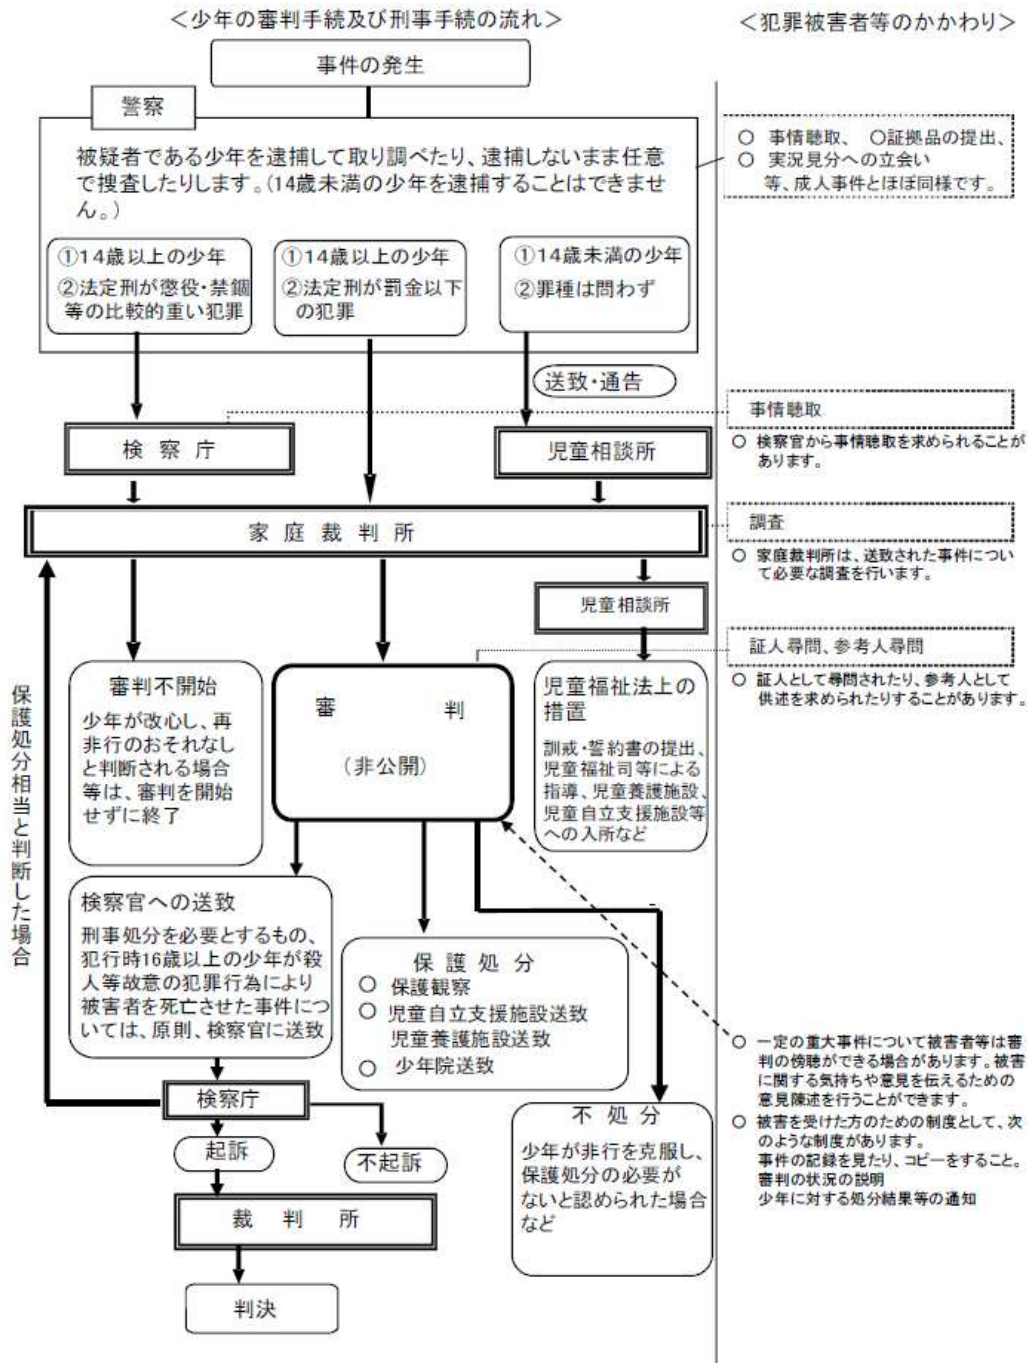 ＜少年の審判手続及び刑事手続の流れ＞
＜犯罪被害者等のかかわり＞
事件の発生
警察
被疑者である少年を逮捕して取り調べたり、逮捕しないまま任意
で捜査したりします。(14歳未満の少年を逮捕することはできませ
ん。)
○ 事情聴取、 ○証拠品の提出、
○ 実況見分への立会い
等、成人事件とほぼ同様です。
①14歳以上の少年
②法定刑が懲役・禁錮
等の比較的重い犯罪
①14歳以上の少年
②法定刑が罰金以下
の犯罪
①14歳未満の少年
②罪種は問わず
送致・通告
検察庁
児童相談所
事情聴取
○ 検察官から事情聴取を求められることが
あります。
家庭裁判所
調査
○ 家庭裁判所は、送致された事件につい
て必要な調査を行います。
児童相談所
証人尋問、参考人尋問
○ 証人として尋問されたり、参考人として
供述を求められたりすることがあります。
保護処分相当と判断した場合
審判不開始
少年が改心し、再
非行のおそれなし
と判断される場合
等は、審判を開始
せずに終了
審判
(非公開)
児童福祉法上の
措置
訓戒・誓約書の提出、
児童福祉司等による
指導、児童養護施設、
児童自立支援施設等
への入所など
検察官への送致
刑事処分を必要とするもの、
犯行時16歳以上の少年が殺
人等故意の犯罪行為により
被害者を死亡させた事件につ
いては、原則、検察官に送致
保護処分
○ 保護観察
○ 児童自立支援施設送致
児童養護施設送致
○ 少年院送致
○ 一定の重大事件について被害者等は審
判の傍聴ができる場合があります。被害
に関する気持ちや意見を伝えるための
意見陳述を行うことができます。
○ 被害を受けた方のための制度として、次
のような制度があります。
事件の記録を見たり、コピーをすること。
審判の状況の説明
少年に対する処分結果等の通知
検察庁
起訴
不起訴
不処分
少年が非行を克服し、
保護処分の必要が
ないと認められた場合
など
裁判所
判決